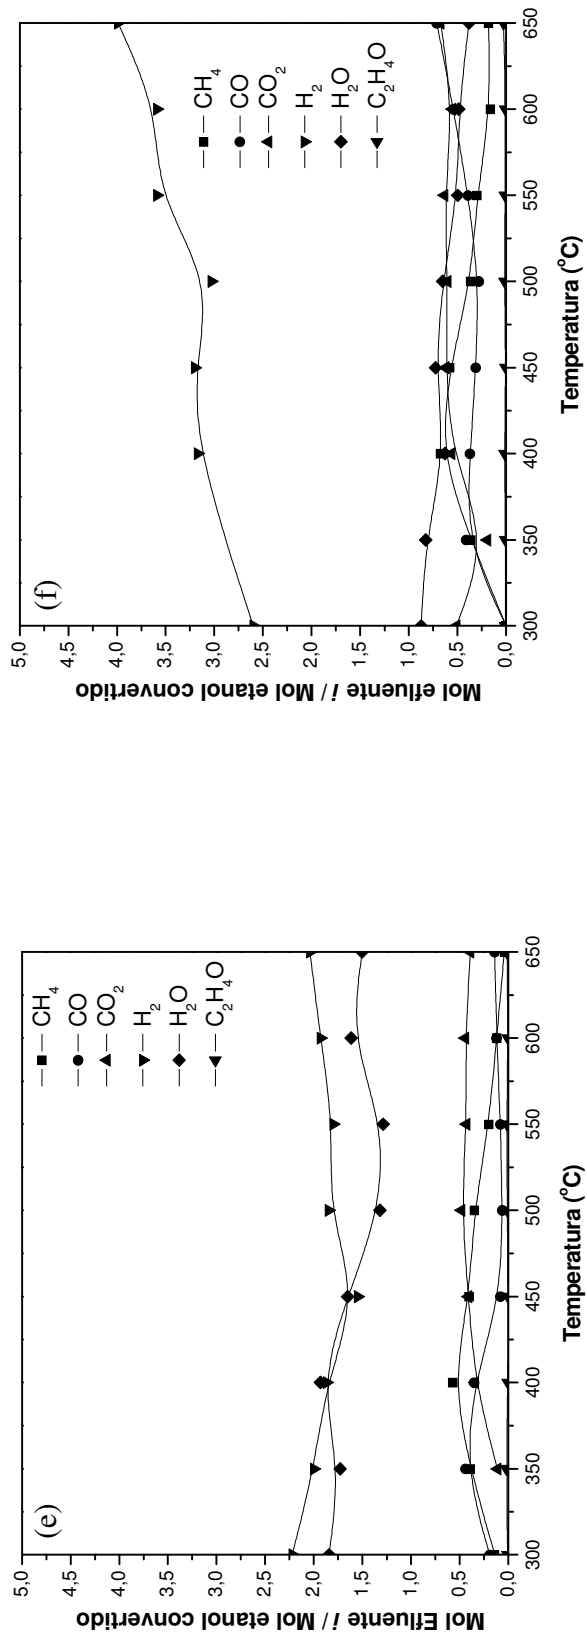 (e)
5,0
4,5
4,0
3,5
3,0
2,5
2,0
1,5
1,0
0,5
0,0
Mol Efluente i / Mol etanol convertido
300
350
400
450
500
550
600
650
Temperatura (°C)
CH₄
CO
CO₂
H₂
H₂O
C₂H₄O
(f)
5,0
4,5
4,0
3,5
3,0
2,5
2,0
1,5
1,0
0,5
0,0
Mol efluente i / Mol etanol convertido
300
350
400
450
500
550
600
650
Temperatura (°C)
CH₄
CO
CO₂
H₂
H₂O
C₂H₄O